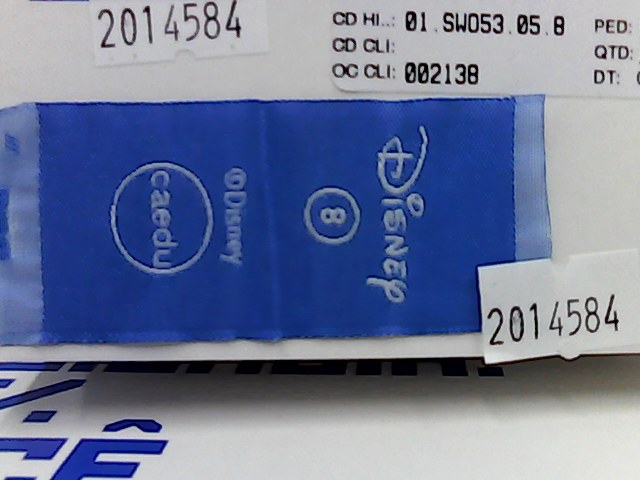 2014584
CD HI..: 01.SW053.05.8
CD CLI:
OC CLI: 002138
PED:
QTD:
DT:
caedu
©Disney
8
Disney
2014584
CÊ